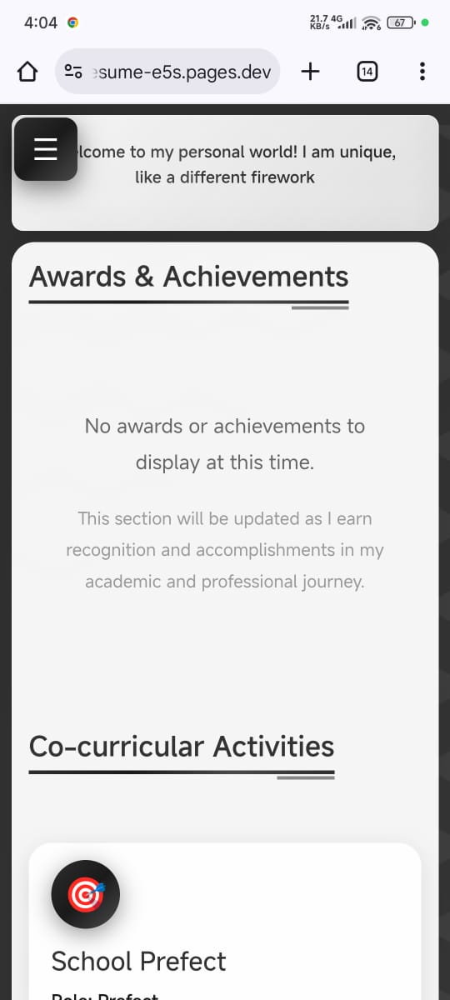 4:04
21.7 4G
KB/s
67
sume-e5s.pages.dev
14
lcome to my personal world! I am unique,
like a different firework
Awards & Achievements
No awards or achievements to
display at this time.
This section will be updated as I earn
recognition and accomplishments in my
academic and professional journey.
Co-curricular Activities
School Prefect
Role: Prefect